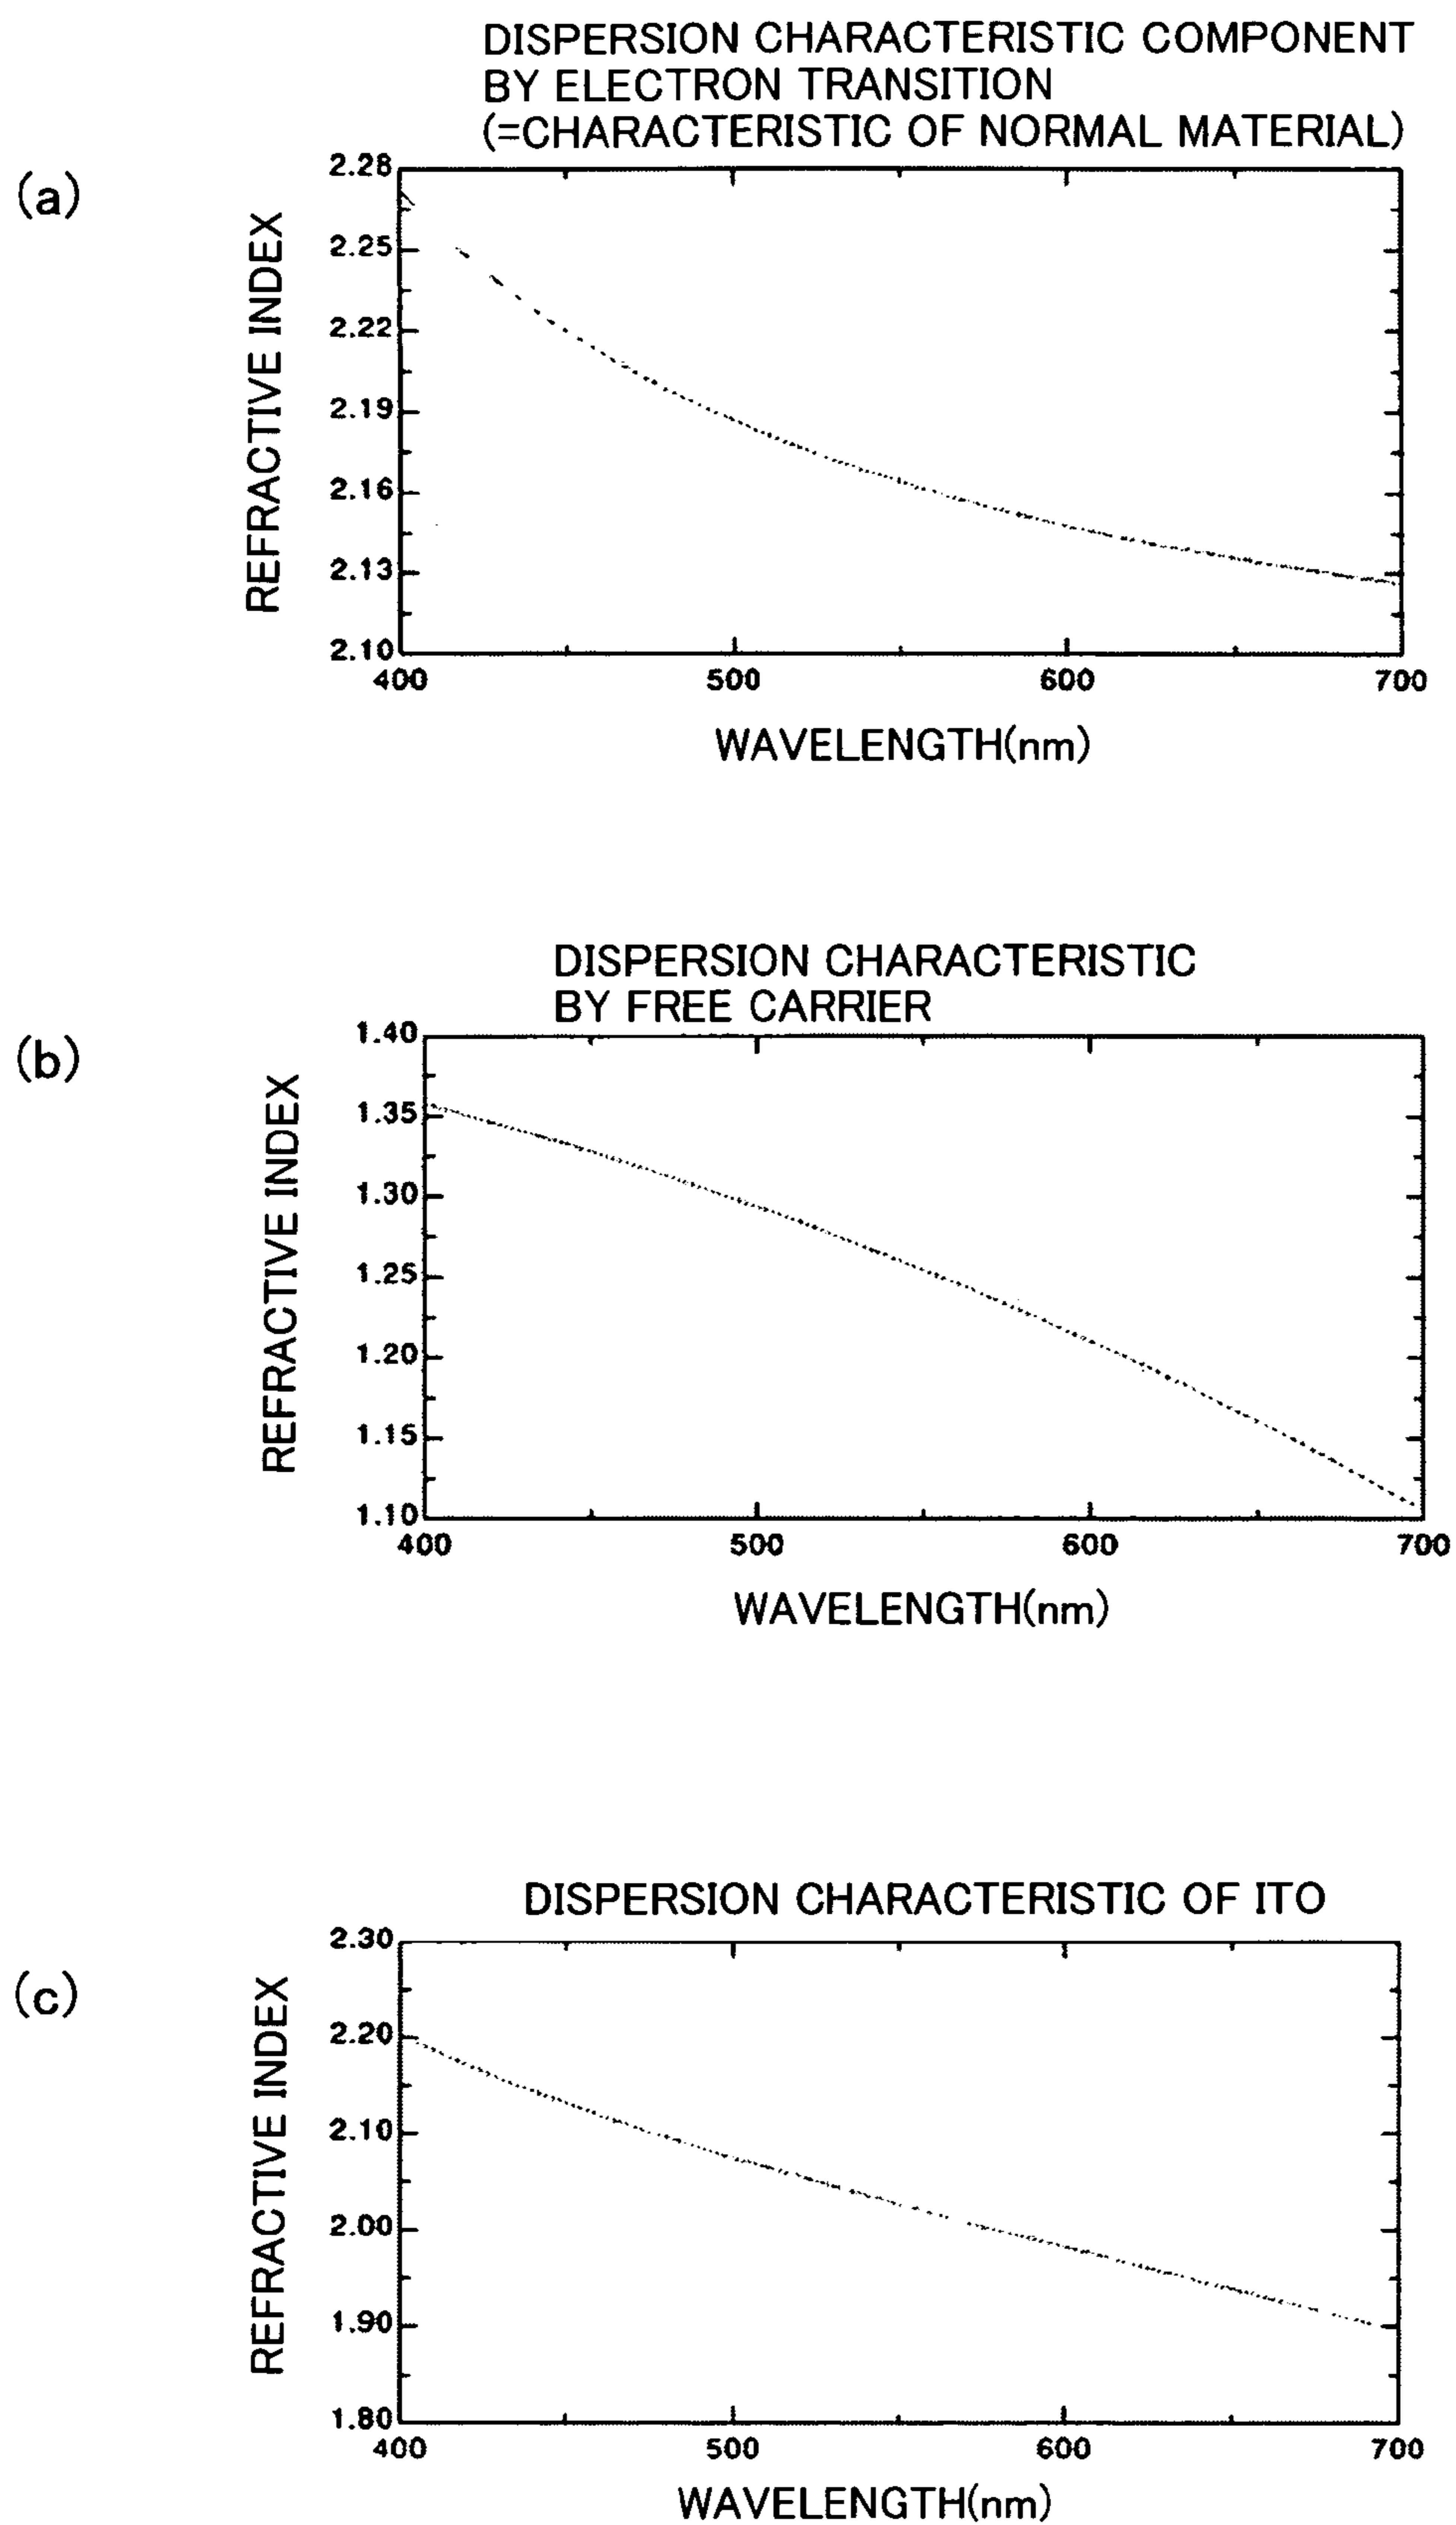 DISPERSION CHARACTERISTIC COMPONENT
BY ELECTRON TRANSITION
(=CHARACTERISTIC OF NORMAL MATERIAL)
(a)
REFRACTIVE INDEX
2.28
2.25
2.22
2.19
2.16
2.13
2.10
400 500 600 700
WAVELENGTH(nm)
DISPERSION CHARACTERISTIC
BY FREE CARRIER
(b)
REFRACTIVE INDEX
1.40
1.35
1.30
1.25
1.20
1.15
1.10
400 500 600 700
WAVELENGTH(nm)
DISPERSION CHARACTERISTIC OF ITO
(c)
REFRACTIVE INDEX
2.30
2.20
2.10
2.00
1.90
1.80
400 500 600 700
WAVELENGTH(nm)